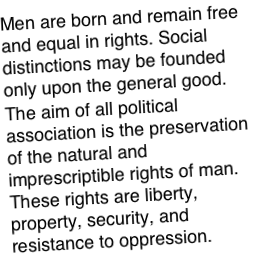 Men are born and remain free
and equal in rights. Social
distinctions may be founded
only upon the general good.
The aim of all political
association is the preservation
of the natural and
imprescriptible rights of man.
These rights are liberty,
property, security, and
resistance to oppression.